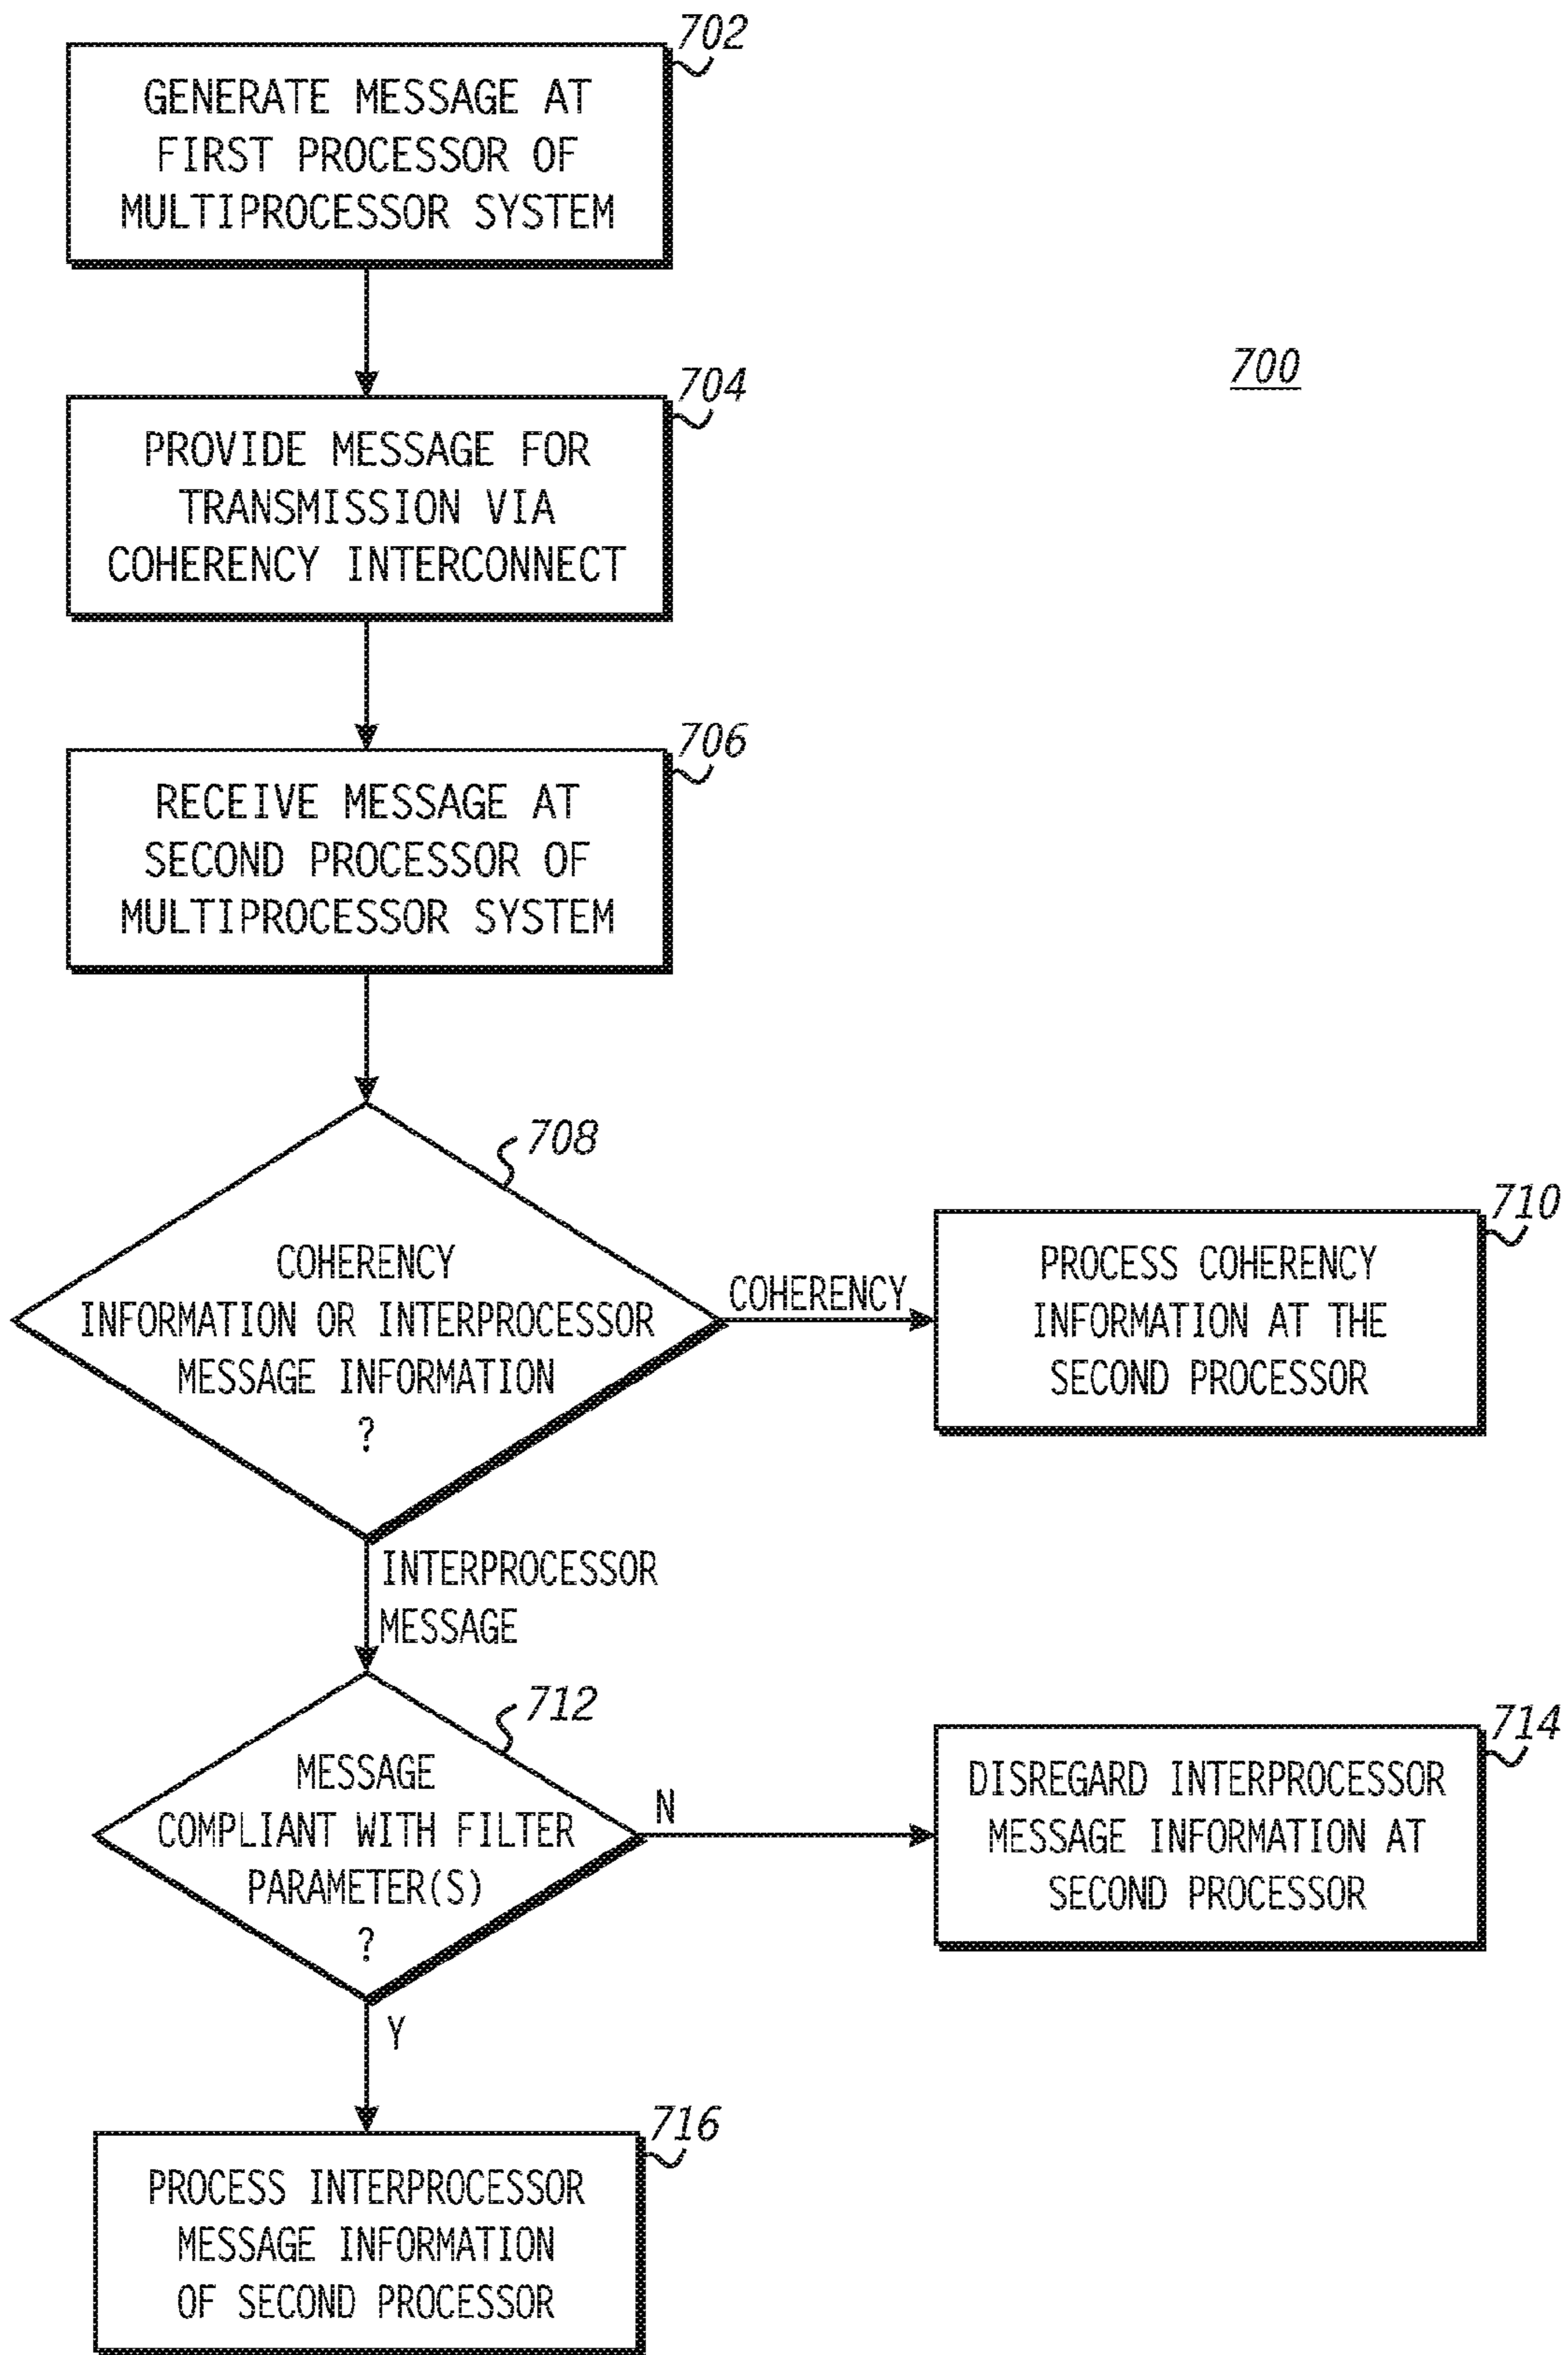 702
GENERATE MESSAGE AT
FIRST PROCESSOR OF
MULTIPROCESSOR SYSTEM
700
704
PROVIDE MESSAGE FOR
TRANSMISSION VIA
COHERENCY INTERCONNECT
706
RECEIVE MESSAGE AT
SECOND PROCESSOR OF
MULTIPROCESSOR SYSTEM
708
COHERENCY
INFORMATION OR INTERPROCESSOR
MESSAGE INFORMATION
?
COHERENCY
710
PROCESS COHERENCY
INFORMATION AT THE
SECOND PROCESSOR
INTERPROCESSOR
MESSAGE
712
MESSAGE
COMPLIANT WITH FILTER
PARAMETER(S)
?
N
714
DISREGARD INTERPROCESSOR
MESSAGE INFORMATION AT
SECOND PROCESSOR
Y
716
PROCESS INTERPROCESSOR
MESSAGE INFORMATION
OF SECOND PROCESSOR